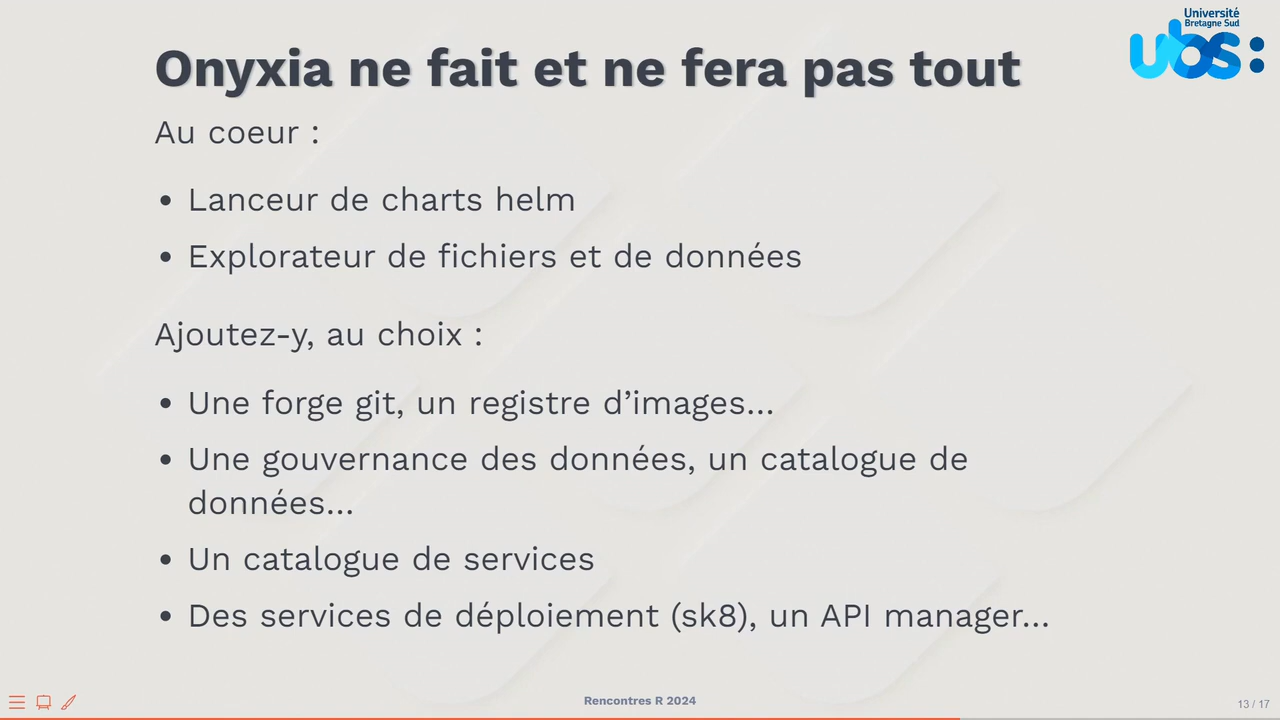 Université
Bretagne Sud
ubs:
Onyxia ne fait et ne fera pas tout
Au coeur :
• Lanceur de charts helm
• Explorateur de fichiers et de données
Ajoutez-y, au choix :
• Une forge git, un registre d’images…
• Une gouvernance des données, un catalogue de
données…
• Un catalogue de services
• Des services de déploiement (sk8), un API manager…
Rencontres R 2024
13 / 17